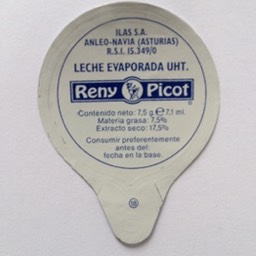 ILAS S.A.
ANLEO-NAVIA (ASTURIAS)
R.S.I. 15.349/0
LECHE EVAPORADA UHT.
Reny Picot ®
Contenido neto: 7,5 g ℮ 7,1 ml.
Materia grasa: 7,5%
Extracto seco: 17,5%
Consumir preferentemente
antes del:
fecha en la base.